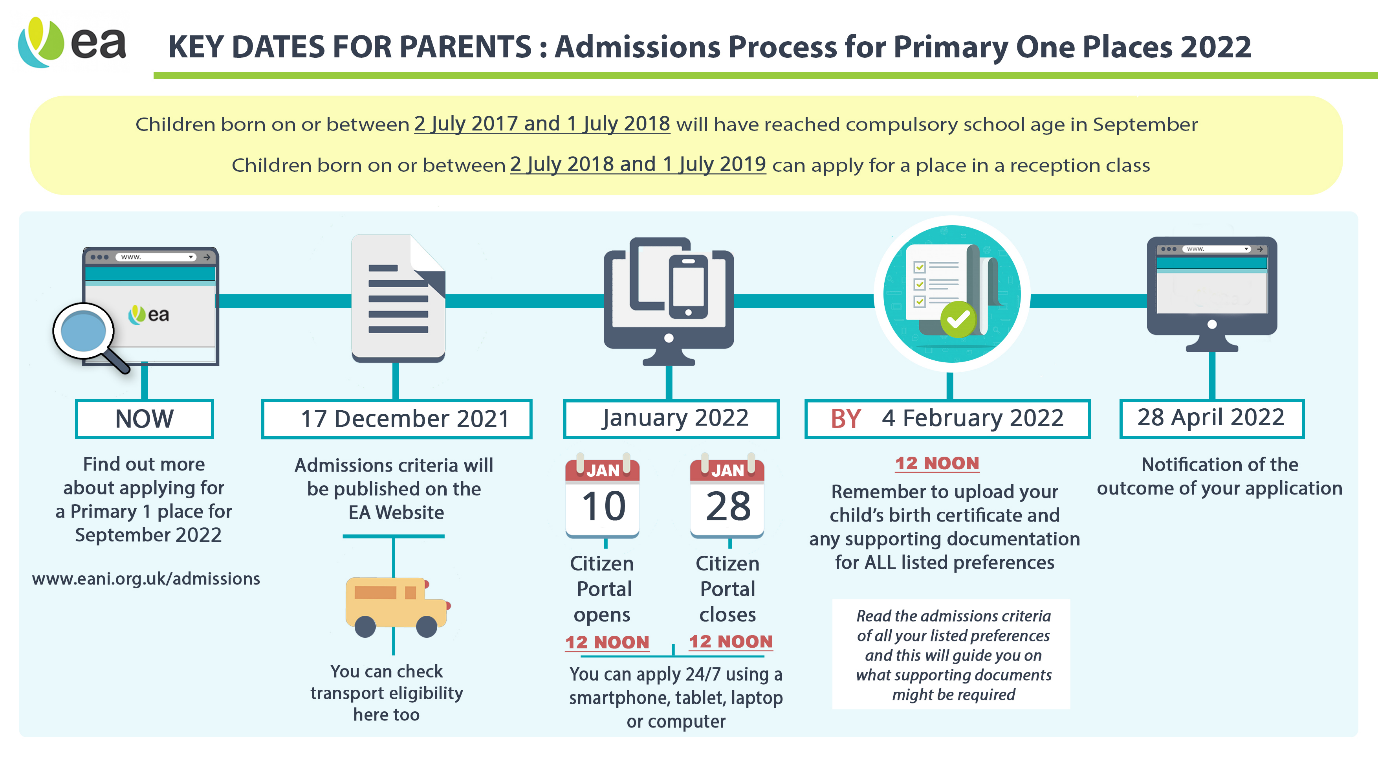 ea
KEY DATES FOR PARENTS : Admissions Process for Primary One Places 2022
Children born on or between 2 July 2017 and 1 July 2018 will have reached compulsory school age in September
Children born on or between 2 July 2018 and 1 July 2019 can apply for a place in a reception class
www.
ea
NOW
Find out more
about applying for
a Primary 1 place for
September 2022
www.eani.org.uk/admissions
17 December 2021
Admissions criteria will
be published on the
EA Website
You can check
transport eligibility
here too
January 2022
JAN
10
Citizen
Portal
opens
12 NOON
JAN
28
Citizen
Portal
closes
12 NOON
You can apply 24/7 using a
smartphone, tablet, laptop
or computer
BY 4 February 2022
12 NOON
Remember to upload your
child's birth certificate and
any supporting documentation
for ALL listed preferences
Read the admissions criteria
of all your listed preferences
and this will guide you on
what supporting documents
might be required
www.
28 April 2022
Notification of the
outcome of your application